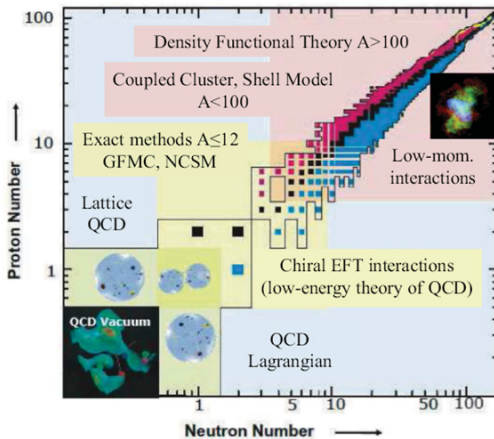 100
Density Functional Theory A>100
Coupled Cluster, Shell Model
A<100
10
Exact methods A≤12
GFMC, NCSM
Low-mom.
interactions
Lattice
QCD
Proton Number
1
Chiral EFT interactions
(low-energy theory of QCD)
QCD Vacuum
QCD
Lagrangian
1
5
10
50
100
Neutron Number